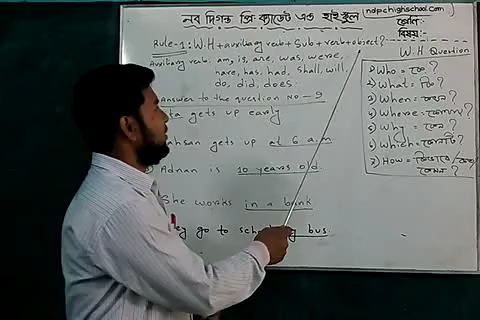 নব দিগন্ত প্রি-ক্যাডেট এন্ড হাই স্কুল
ndpchighschool.com
শ্রেণি:-
বিষয়:-
Rule-1: W.H + auxiliary verb + Sub + verb + object?
Auxiliary verb: am, is, are, was, were,
have, has, had, shall, will,
do, did, does.
Answer to the question NO - 9
gets up early
gets up at 6 a.m
Adnan is 10 years old
She works in a bank
go to school by bus.
W.H Question
1) Who = কে?
2) What = কি?
3) When = কখন?
4) Where = কোথায়?
5) Why = কেন?
6) Which = কোনটি?
7) How = কিভাবে/
কেমন?